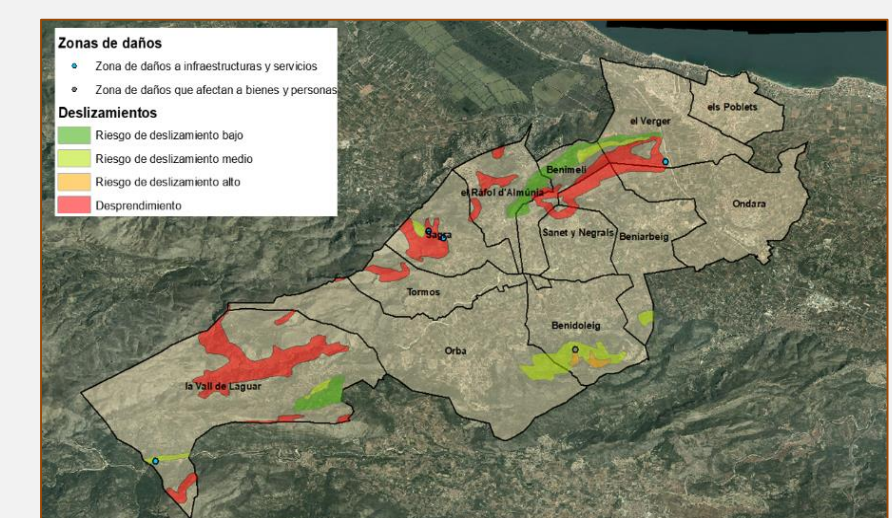 Zonas de daños
Zona de daños a infraestructuras y servicios
Zona de daños que afectan a bienes y personas
Deslizamientos
Riesgo de deslizamiento bajo
Riesgo de deslizamiento medio
Riesgo de deslizamiento alto
Desprendimiento
els Poblets
el Verger
Benimeli
el Ràfol d'Almúnia
Ondara
Sagra
Sanet y Negrals
Beniarbeig
Tormos
Benidoleig
Orba
la Vall de Laguar